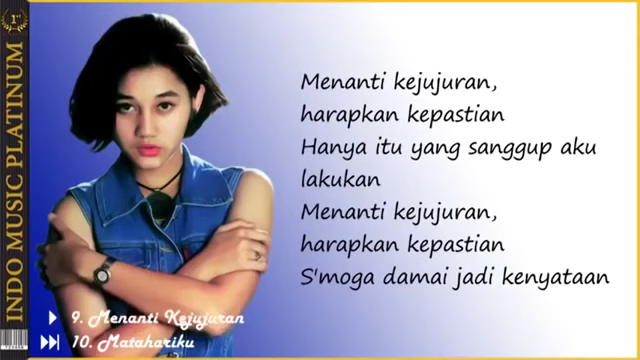 INDO MUSIC PLATINUM
Menanti kejujuran,
harapkan kepastian
Hanya itu yang sanggup aku
lakukan
Menanti kejujuran,
harapkan kepastian
S'moga damai jadi kenyataan
9. Menanti Kejujuran
10. Matahariku